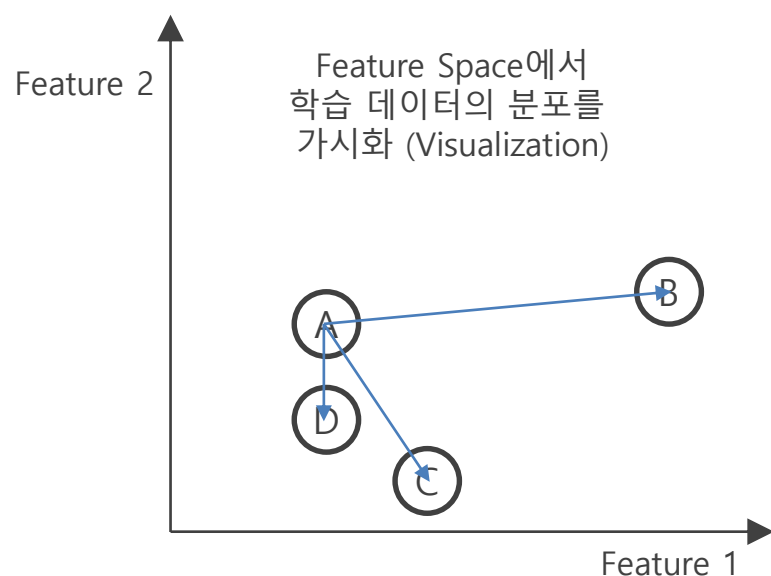 Feature 2
Feature Space에서
학습 데이터의 분포를
가시화 (Visualization)
A
B
D
C
Feature 1